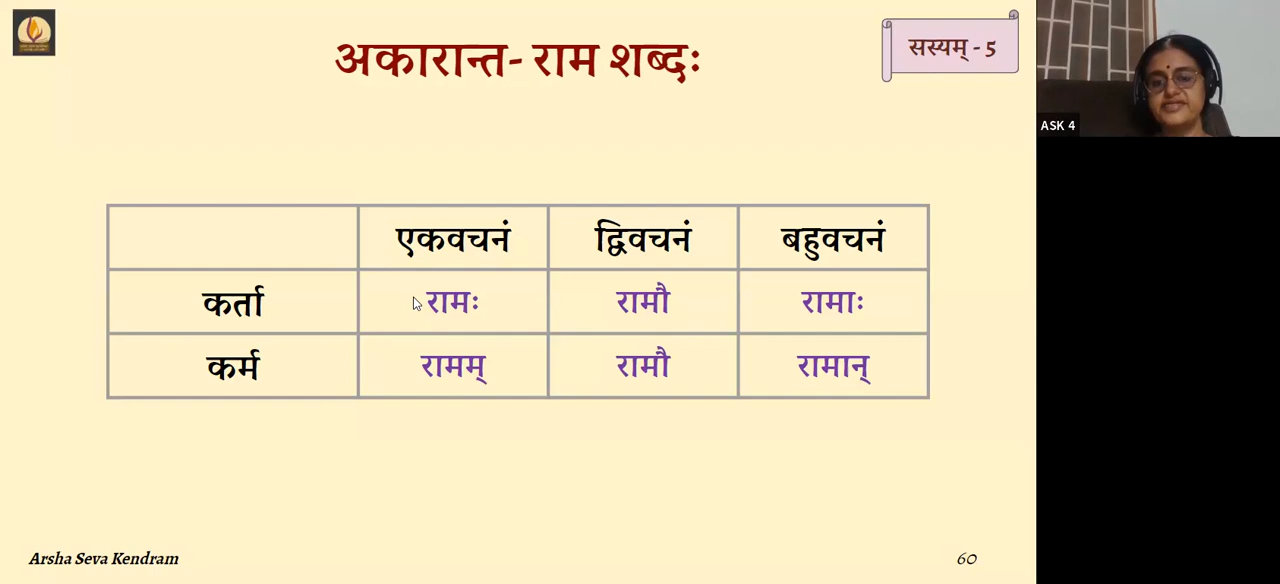 अकारान्त- राम शब्दः
सस्यम् - 5
ASK 4
एकवचनं द्विवचनं बहुवचनं
कर्ता रामः रामौ रामाः
कर्म रामम् रामौ रामान्
Arsha Seva Kendram
60